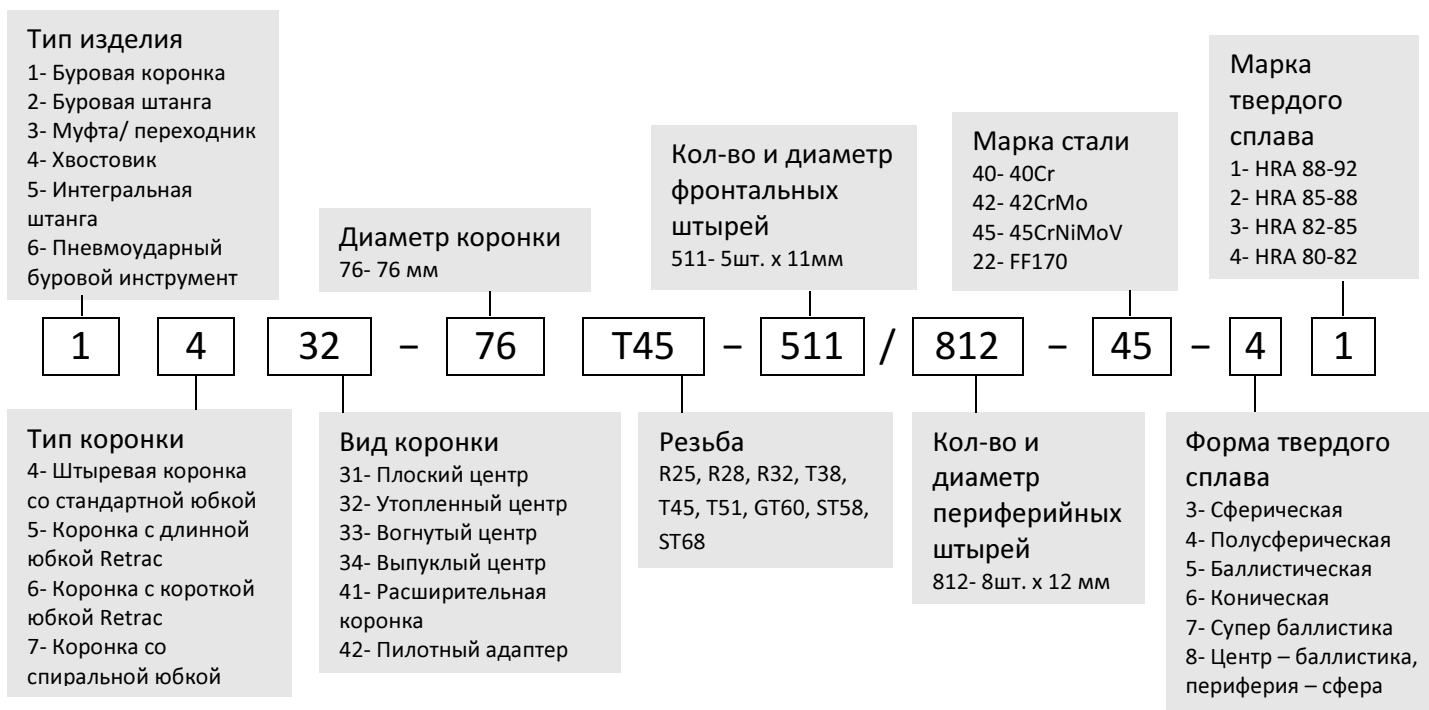 Тип изделия
1- Буровая коронка
2- Буровая штанга
3- Муфта/ переходник
4- Хвостовик
5- Интегральная
штанга
6- Пневмоударный
буровой инструмент
Диаметр коронки
76- 76 мм
Кол-во и диаметр
фронтальных
штырей
511- 5шт. х 11мм
Марка стали
40- 40Cr
42- 42CrMo
45- 45CrNiMoV
22- FF170
Марка
твердого
сплава
1- HRA 88-92
2- HRA 85-88
3- HRA 82-85
4- HRA 80-82
1 4 32 – 76 T45 – 511 / 812 – 45 – 4 1
Тип коронки
4- Штыревая коронка
со стандартной юбкой
5- Коронка с длинной
юбкой Retrac
6- Коронка с короткой
юбкой Retrac
7- Коронка со
спиральной юбкой
Вид коронки
31- Плоский центр
32- Утопленный центр
33- Вогнутый центр
34- Выпуклый центр
41- Расширительная
коронка
42- Пилотный адаптер
Резьба
R25, R28, R32, T38,
T45, T51, GT60, ST58,
ST68
Кол-во и
диаметр
периферийных
штырей
812- 8шт. х 12 мм
Форма твердого
сплава
3- Сферическая
4- Полусферическая
5- Баллистическая
6- Коническая
7- Супер баллистика
8- Центр – баллистика,
периферия – сфера